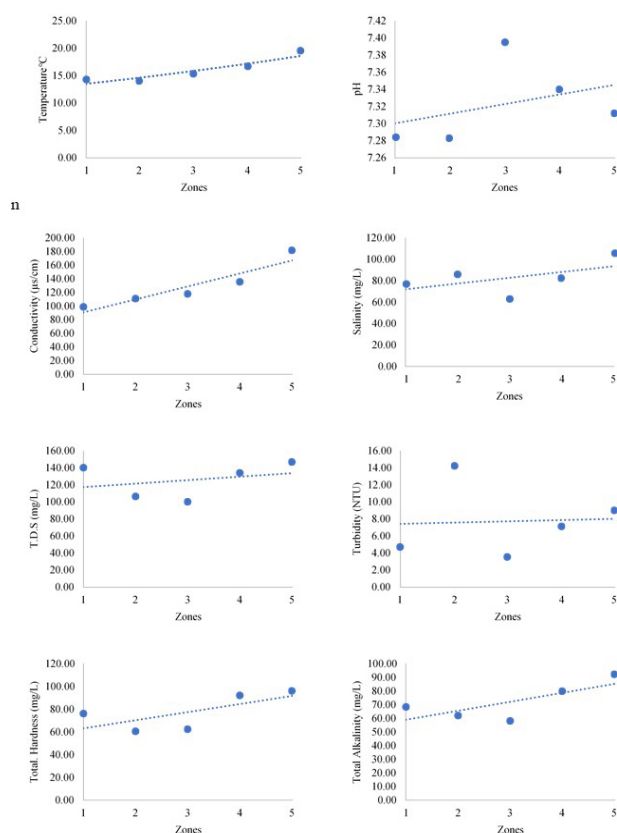 Temperature°C
25.00
20.00
15.00
10.00
5.00
0.00
1 2 3 4 5
Zones
pH
7.42
7.40
7.38
7.36
7.34
7.32
7.30
7.28
7.26
1 2 3 4 5
Zones
n
Conductivity (µs/cm)
200.00
180.00
160.00
140.00
120.00
100.00
80.00
60.00
40.00
20.00
0.00
1 2 3 4 5
Zones
Salinity (mg/L)
120.00
100.00
80.00
60.00
40.00
20.00
0.00
1 2 3 4 5
Zones
T.D.S (mg/L)
160.00
140.00
120.00
100.00
80.00
60.00
40.00
20.00
0.00
1 2 3 4 5
Zones
Turbidity (NTU)
16.00
14.00
12.00
10.00
8.00
6.00
4.00
2.00
0.00
1 2 3 4 5
Zones
Total. Hardness (mg/L)
120.00
100.00
80.00
60.00
40.00
20.00
0.00
1 2 3 4 5
Zones
Total Alkalinity (mg/L)
100.00
90.00
80.00
70.00
60.00
50.00
40.00
30.00
20.00
10.00
0.00
1 2 3 4 5
Zones